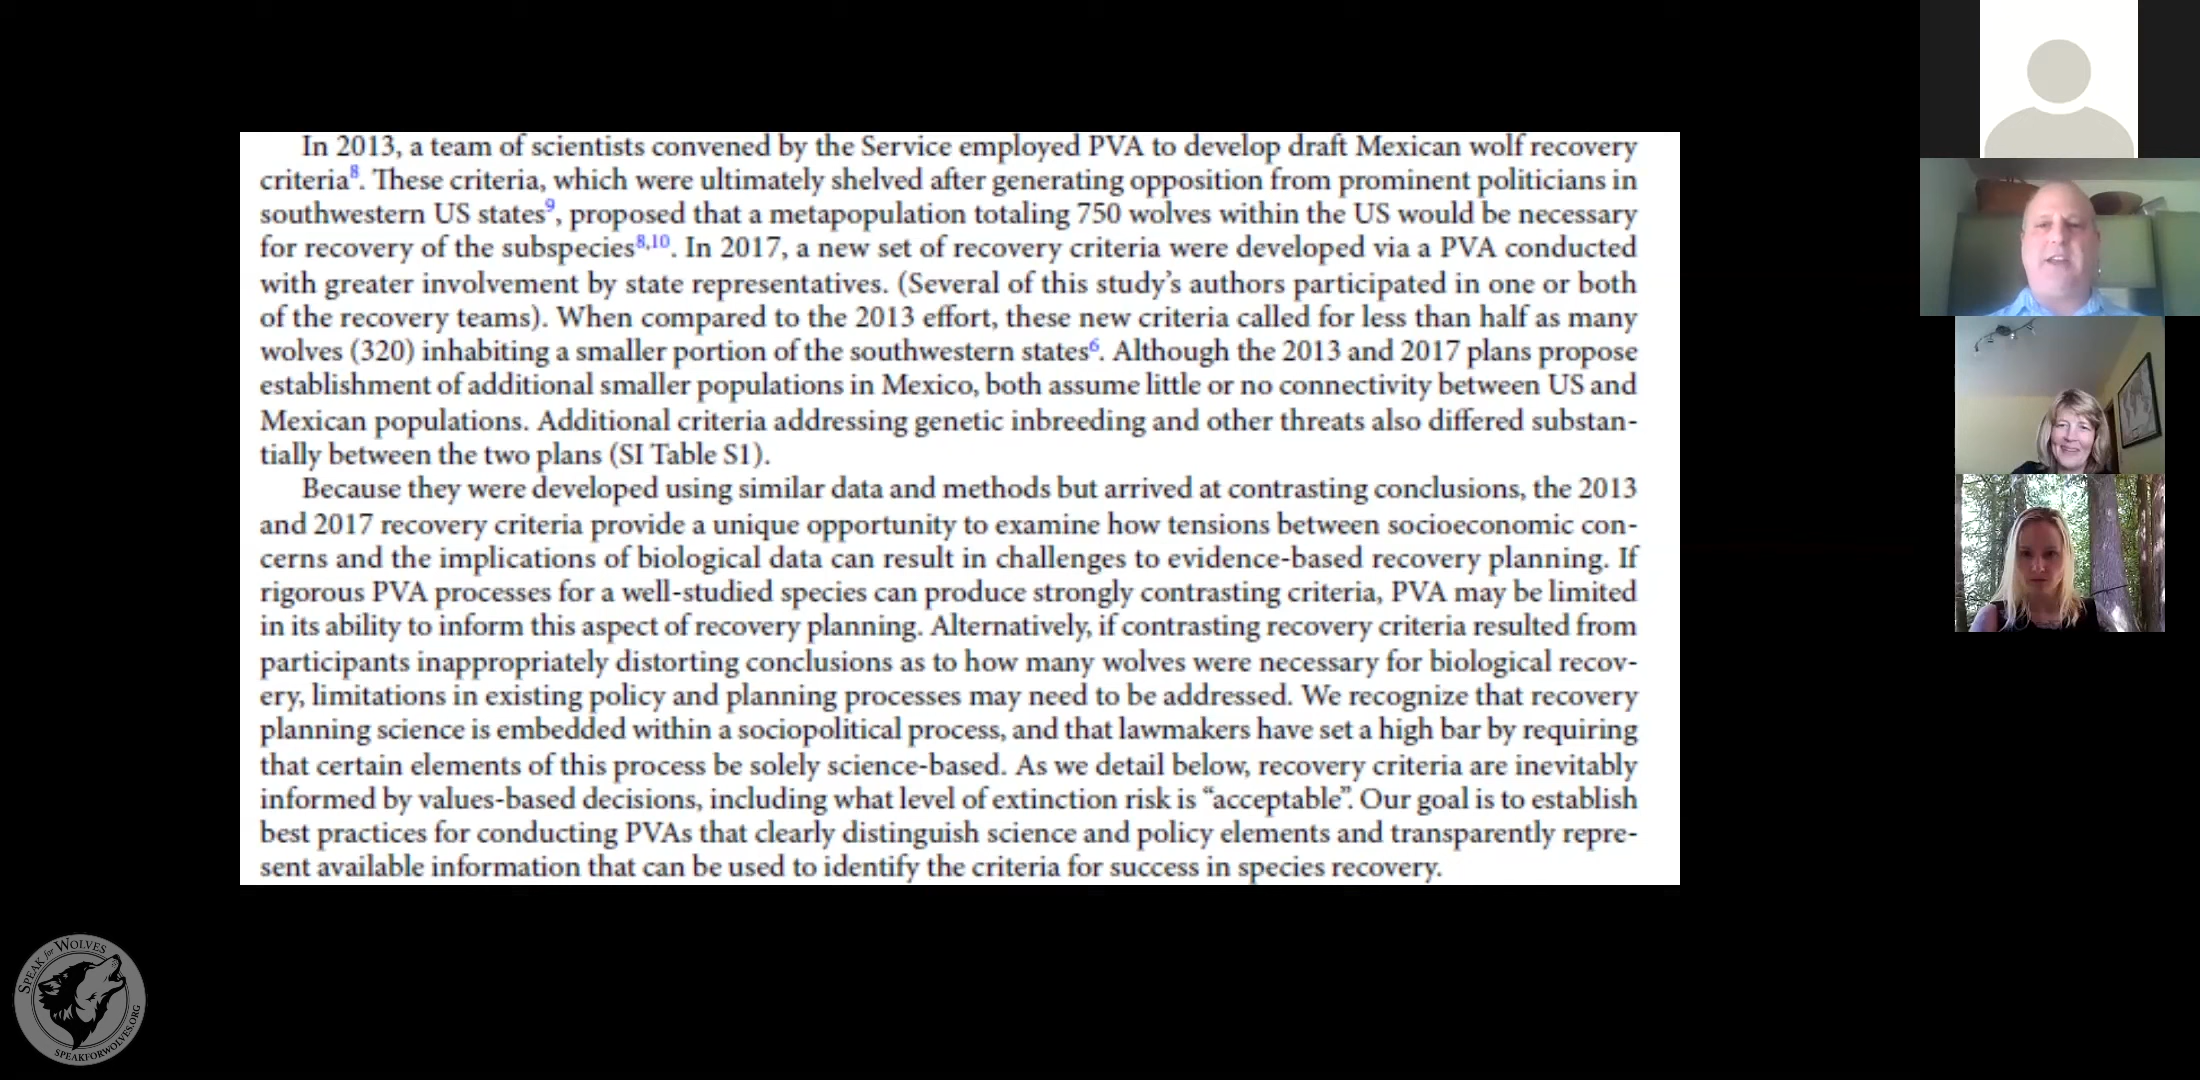 In 2013, a team of scientists convened by the Service employed PVA to develop draft Mexican wolf recovery
criteria8. These criteria, which were ultimately shelved after generating opposition from prominent politicians in
southwestern US states9, proposed that a metapopulation totaling 750 wolves within the US would be necessary
for recovery of the subspecies8,10. In 2017, a new set of recovery criteria were developed via a PVA conducted
with greater involvement by state representatives. (Several of this study's authors participated in one or both
of the recovery teams). When compared to the 2013 effort, these new criteria called for less than half as many
wolves (320) inhabiting a smaller portion of the southwestern states6. Although the 2013 and 2017 plans propose
establishment of additional smaller populations in Mexico, both assume little or no connectivity between US and
Mexican populations. Additional criteria addressing genetic inbreeding and other threats also differed substan-
tially between the two plans (SI Table S1).
Because they were developed using similar data and methods but arrived at contrasting conclusions, the 2013
and 2017 recovery criteria provide a unique opportunity to examine how tensions between socioeconomic con-
cerns and the implications of biological data can result in challenges to evidence-based recovery planning. If
rigorous PVA processes for a well-studied species can produce strongly contrasting criteria, PVA may be limited
in its ability to inform this aspect of recovery planning. Alternatively, if contrasting recovery criteria resulted from
participants inappropriately distorting conclusions as to how many wolves were necessary for biological recov-
ery, limitations in existing policy and planning processes may need to be addressed. We recognize that recovery
planning science is embedded within a sociopolitical process, and that lawmakers have set a high bar by requiring
that certain elements of this process be solely science-based. As we detail below, recovery criteria are inevitably
informed by values-based decisions, including what level of extinction risk is "acceptable". Our goal is to establish
best practices for conducting PVAs that clearly distinguish science and policy elements and transparently repre-
sent available information that can be used to identify the criteria for success in species recovery.
SPEAK for WOLVES
SPEAKFORWOLVES.ORG